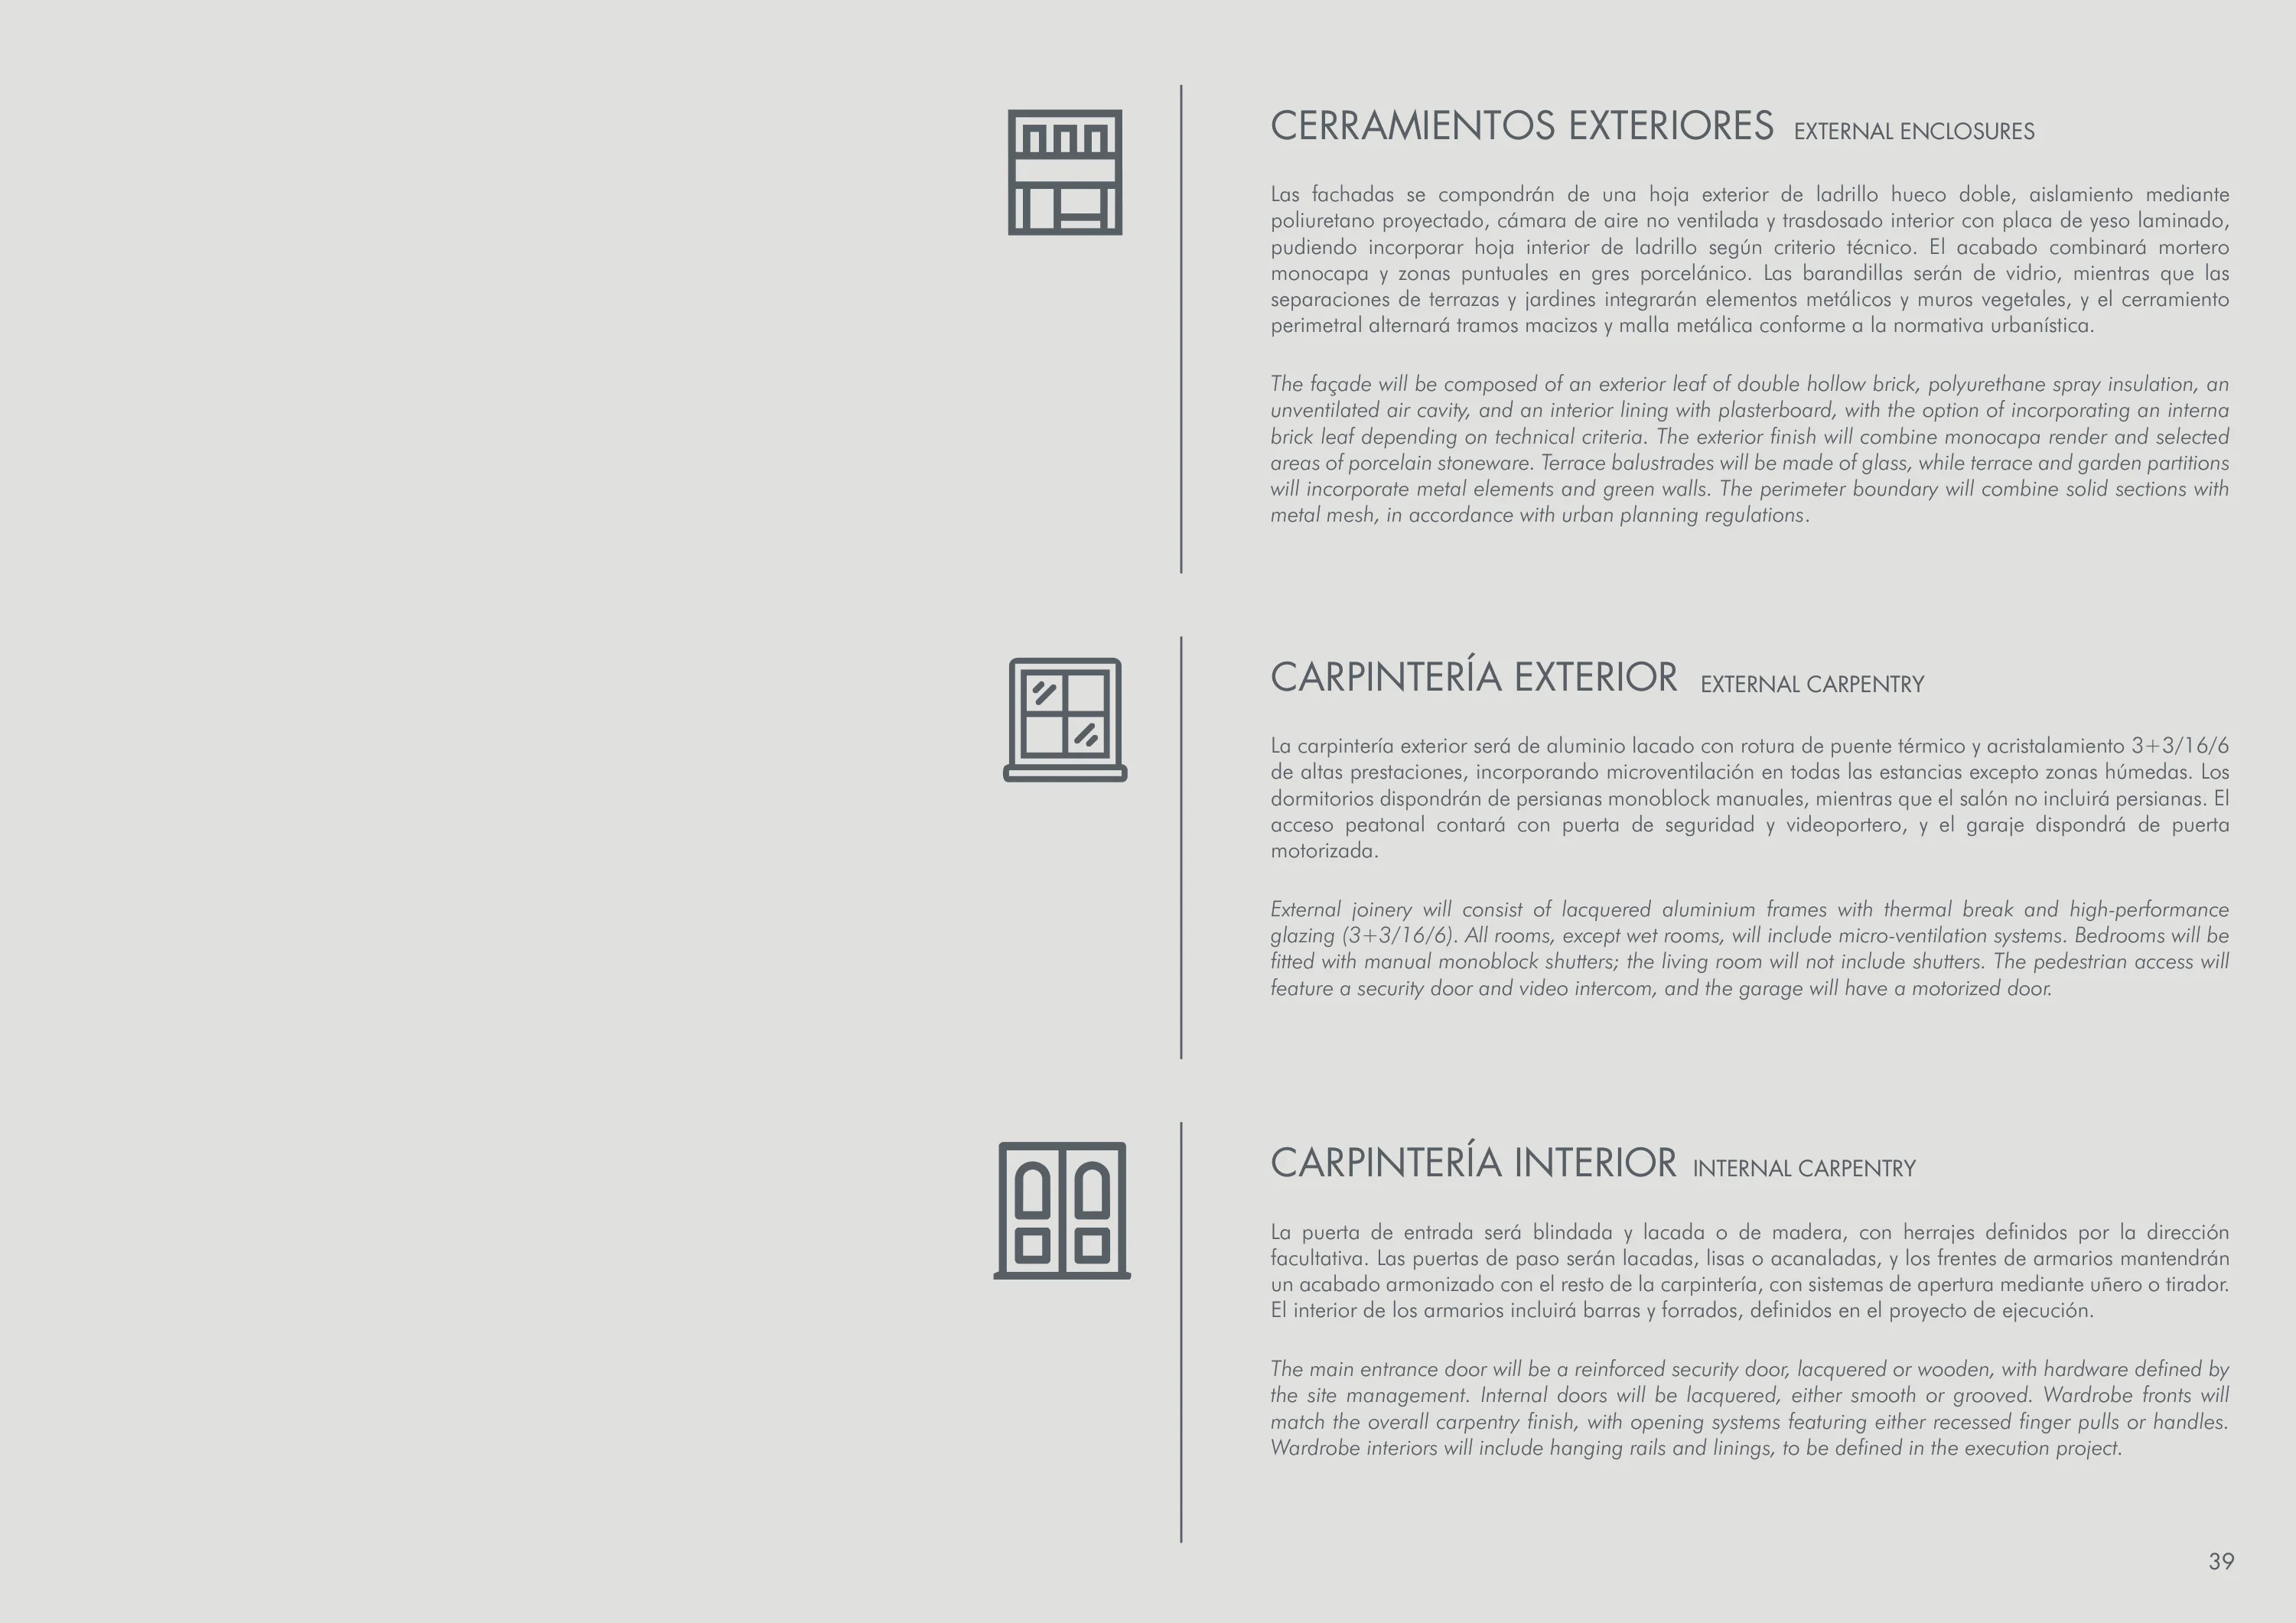 CERRAMIENTOS EXTERIORES EXTERNAL ENCLOSURES
Las fachadas se compondrán de una hoja exterior de ladrillo hueco doble, aislamiento mediante
poliuretano proyectado, cámara de aire no ventilada y trasdosado interior con placa de yeso laminado,
pudiendo incorporar hoja interior de ladrillo según criterio técnico. El acabado combinará mortero
monocapa y zonas puntuales en gres porcelánico. Las barandillas serán de vidrio, mientras que las
separaciones de terrazas y jardines integrarán elementos metálicos y muros vegetales, y el cerramiento
perimetral alternará tramos macizos y malla metálica conforme a la normativa urbanística.
The façade will be composed of an exterior leaf of double hollow brick, polyurethane spray insulation, an
unventilated air cavity, and an interior lining with plasterboard, with the option of incorporating an interna
brick leaf depending on technical criteria. The exterior finish will combine monocapa render and selected
areas of porcelain stoneware. Terrace balustrades will be made of glass, while terrace and garden partitions
will incorporate metal elements and green walls. The perimeter boundary will combine solid sections with
metal mesh, in accordance with urban planning regulations.
CARPINTERÍA EXTERIOR EXTERNAL CARPENTRY
La carpintería exterior será de aluminio lacado con rotura de puente térmico y acristalamiento 3+3/16/6
de altas prestaciones, incorporando microventilación en todas las estancias excepto zonas húmedas. Los
dormitorios dispondrán de persianas monoblock manuales, mientras que el salón no incluirá persianas. El
acceso peatonal contará con puerta de seguridad y videoportero, y el garaje dispondrá de puerta
motorizada.
External joinery will consist of lacquered aluminium frames with thermal break and high-performance
glazing (3+3/16/6). All rooms, except wet rooms, will include micro-ventilation systems. Bedrooms will be
fitted with manual monoblock shutters; the living room will not include shutters. The pedestrian access will
feature a security door and video intercom, and the garage will have a motorized door.
CARPINTERÍA INTERIOR INTERNAL CARPENTRY
La puerta de entrada será blindada y lacada o de madera, con herrajes definidos por la dirección
facultativa. Las puertas de paso serán lacadas, lisas o acanaladas, y los frentes de armarios mantendrán
un acabado armonizado con el resto de la carpintería, con sistemas de apertura mediante uñero o tirador.
El interior de los armarios incluirá barras y forrados, definidos en el proyecto de ejecución.
The main entrance door will be a reinforced security door, lacquered or wooden, with hardware defined by
the site management. Internal doors will be lacquered, either smooth or grooved. Wardrobe fronts will
match the overall carpentry finish, with opening systems featuring either recessed finger pulls or handles.
Wardrobe interiors will include hanging rails and linings, to be defined in the execution project.
39